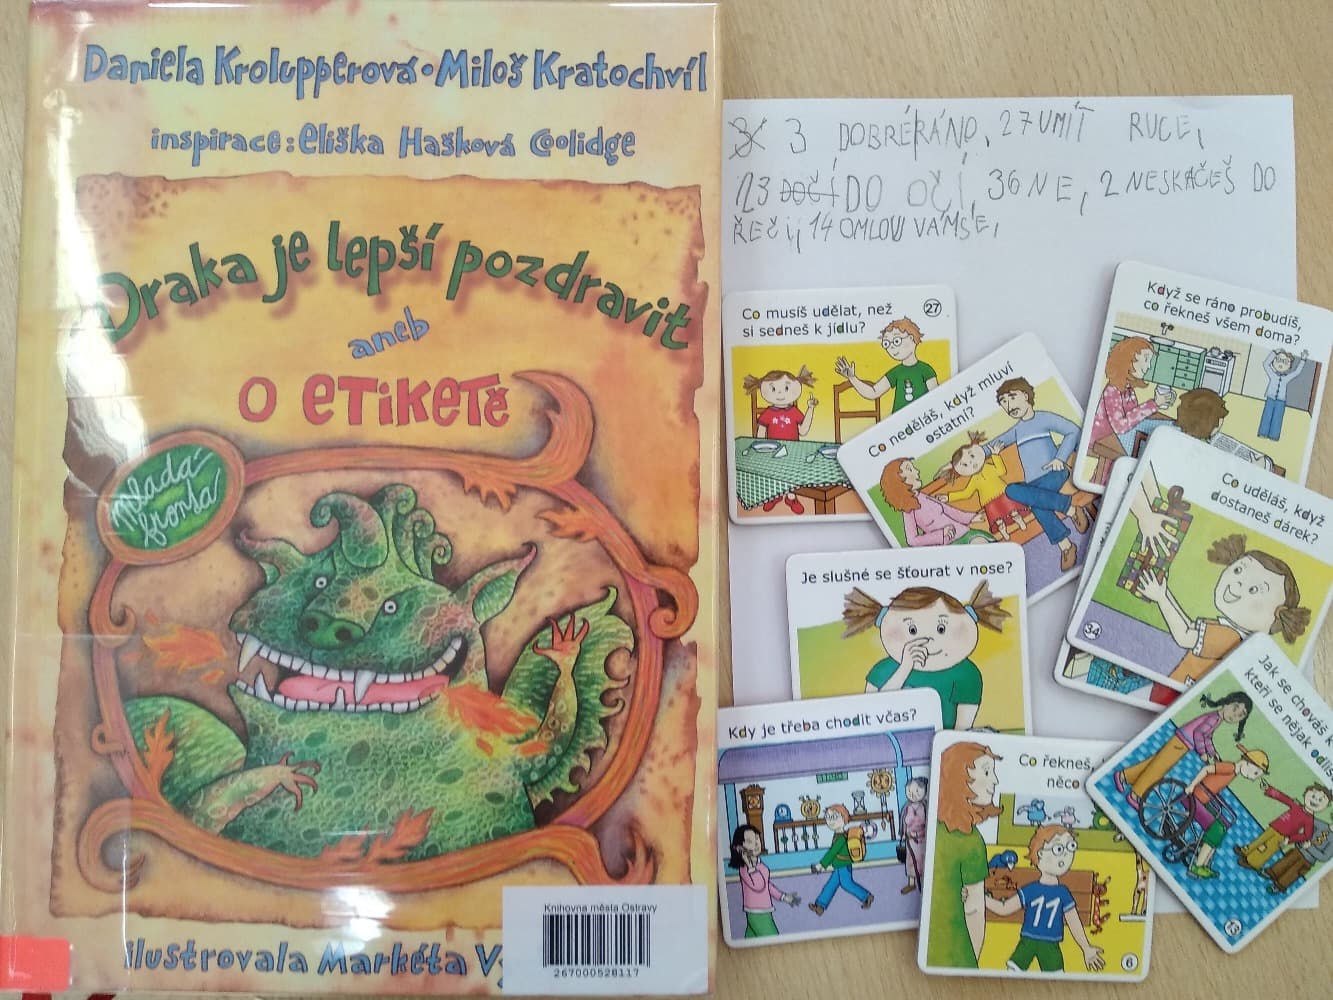 Daniela Krolupperová • Miloš Kratochvíl
inspirace: eliška Hašková Coolidge
Draka je lepší pozdravit
aneb
O eTiKeTě
mladá
fronta
ilustrovala Markéta
Knihovna města Ostravy
267000528117
3 DOBRÉ RÁNO, 27 UMÍT RUCE,
23 DO OČÍ, 36 NE, 2 NESKÁČEŠ DO
ŘEČI, 14 OMLOUVÁM SE,
Co musíš udělat, než
si sedneš k jídlu?
27
Co neděláš, když mluví
ostatní?
Když se ráno probudíš,
co řekneš všem doma?
Co uděláš, když
dostaneš dárek?
34
Je slušné se šťourat v nose?
Kdy je třeba chodit včas?
Co řekneš,
něco
11
6
Jak se chováš k
kteří se nějak
13